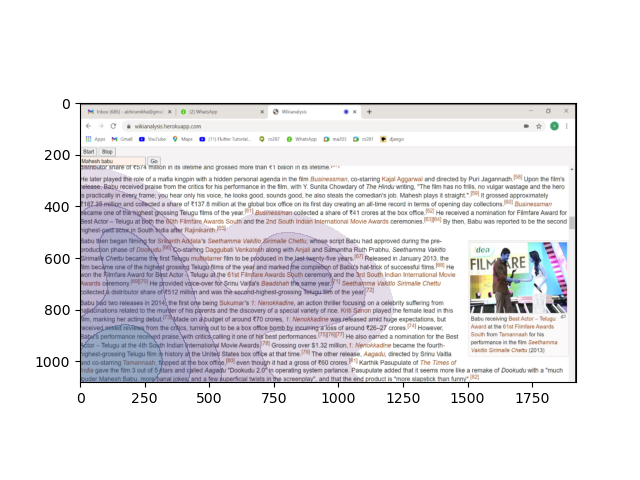 0
200
400
600
800
1000
0 250 500 750 1000 1250 1500 1750
WhatsApp
Wikianalysis
wikianalysis.herokuapp.com
Apps Gmail YouTube Maps WhatsApp django
Start Stop
Mahesh babu Go
distributor share of ₹574 million in its lifetime and grossed more than ₹1 billion in its lifetime.
He later played the role of a mafia kingpin with a hidden personal agenda in the film Businessman, co-starring Kajal Aggarwal and directed by Puri Jagannadh. Upon the film's
release, Babu received praise from the critics for his performance in the film, with Y. Sunita Chowdary of The Hindu writing, "The film has no frills, no vulgar wastage and the hero
is practically in every frame; you hear only his voice, he looks good, sounds good, he also steals the comedian's job. Mahesh plays it straight." It grossed approximately
million and collected a share of ₹137.8 million at the global box office on its first day creating an all-time record in terms of opening day collections. Businessman
became one of the highest grossing Telugu films of the year. Businessman collected a share of ₹41 crores at the box office. He received a nomination for Filmfare Award for
Best Actor – Telugu at both the 60th Filmfare Awards South and the 2nd South Indian International Movie Awards ceremonies. By then, Babu was reported to be the second
highest-paid actor in South India after Rajinikanth.
Babu then began filming for Srikanth Addala's Seethamma Vakitlo Sirimalle Chettu, whose script Babu had approved during the pre-
production phase of Dookudu. Co-starring Daggubati Venkatesh along with Anjali and Samantha Ruth Prabhu, Seethamma Vakitlo
Sirimalle Chettu became the first Telugu multistarrer film to be produced in the last twenty-five years. Released in January 2013, the
film became one of the highest grossing Telugu films of the year and marked the completion of Babu's hat-trick of successful films. He
won the Filmfare Award for Best Actor – Telugu at the 61st Filmfare Awards South ceremony and the 3rd South Indian International Movie
Awards ceremony. He provided voice-over for Srinu Vaitla's Baadshah the same year. Seethamma Vakitlo Sirimalle Chettu
collected a distributor share of ₹512 million and was the second-highest-grossing Telugu film of the year.
Babu had two releases in 2014, the first one being Sukumar's 1: Nenokkadine, an action thriller focusing on a celebrity suffering from
hallucinations related to the murder of his parents and the discovery of a special variety of rice. Kriti Sanon played the female lead in this
film, marking her acting debut. Made on a budget of around ₹70 crores, 1: Nenokkadine was released amid huge expectations, but
received mixed reviews from the critics, turning out to be a box office bomb by incurring a loss of around ₹26–27 crores. However,
Babu's performance received praise, with critics calling it one of his best performances. He also earned a nomination for the Best
Actor – Telugu at the 4th South Indian International Movie Awards. Grossing over $1.32 million, 1: Nenokkadine became the fourth-
highest-grossing Telugu film in history at the United States box office at that time. The other release, Aagadu, directed by Srinu Vaitla
and co-starring Tamannaah, flopped at the box office, even though it had a gross of ₹60 crores. Karthik Pasupulate of The Times of
India gave the film 3 out of 5 stars and called Aagadu "Dookudu 2.0" in operating system parlance. Pasupulate added that it seems more like a remake of Dookudu with a "much
louder Mahesh Babu, more banal jokes, and a few superficial twists in the screenplay", and that the end product is "more slapstick than funny".
idea
FILMFARE
Babu receiving Best Actor – Telugu
Award at the 61st Filmfare Awards
South from Tamannaah for his
performance in the film Seethamma
Vakitlo Sirimalle Chettu (2013)